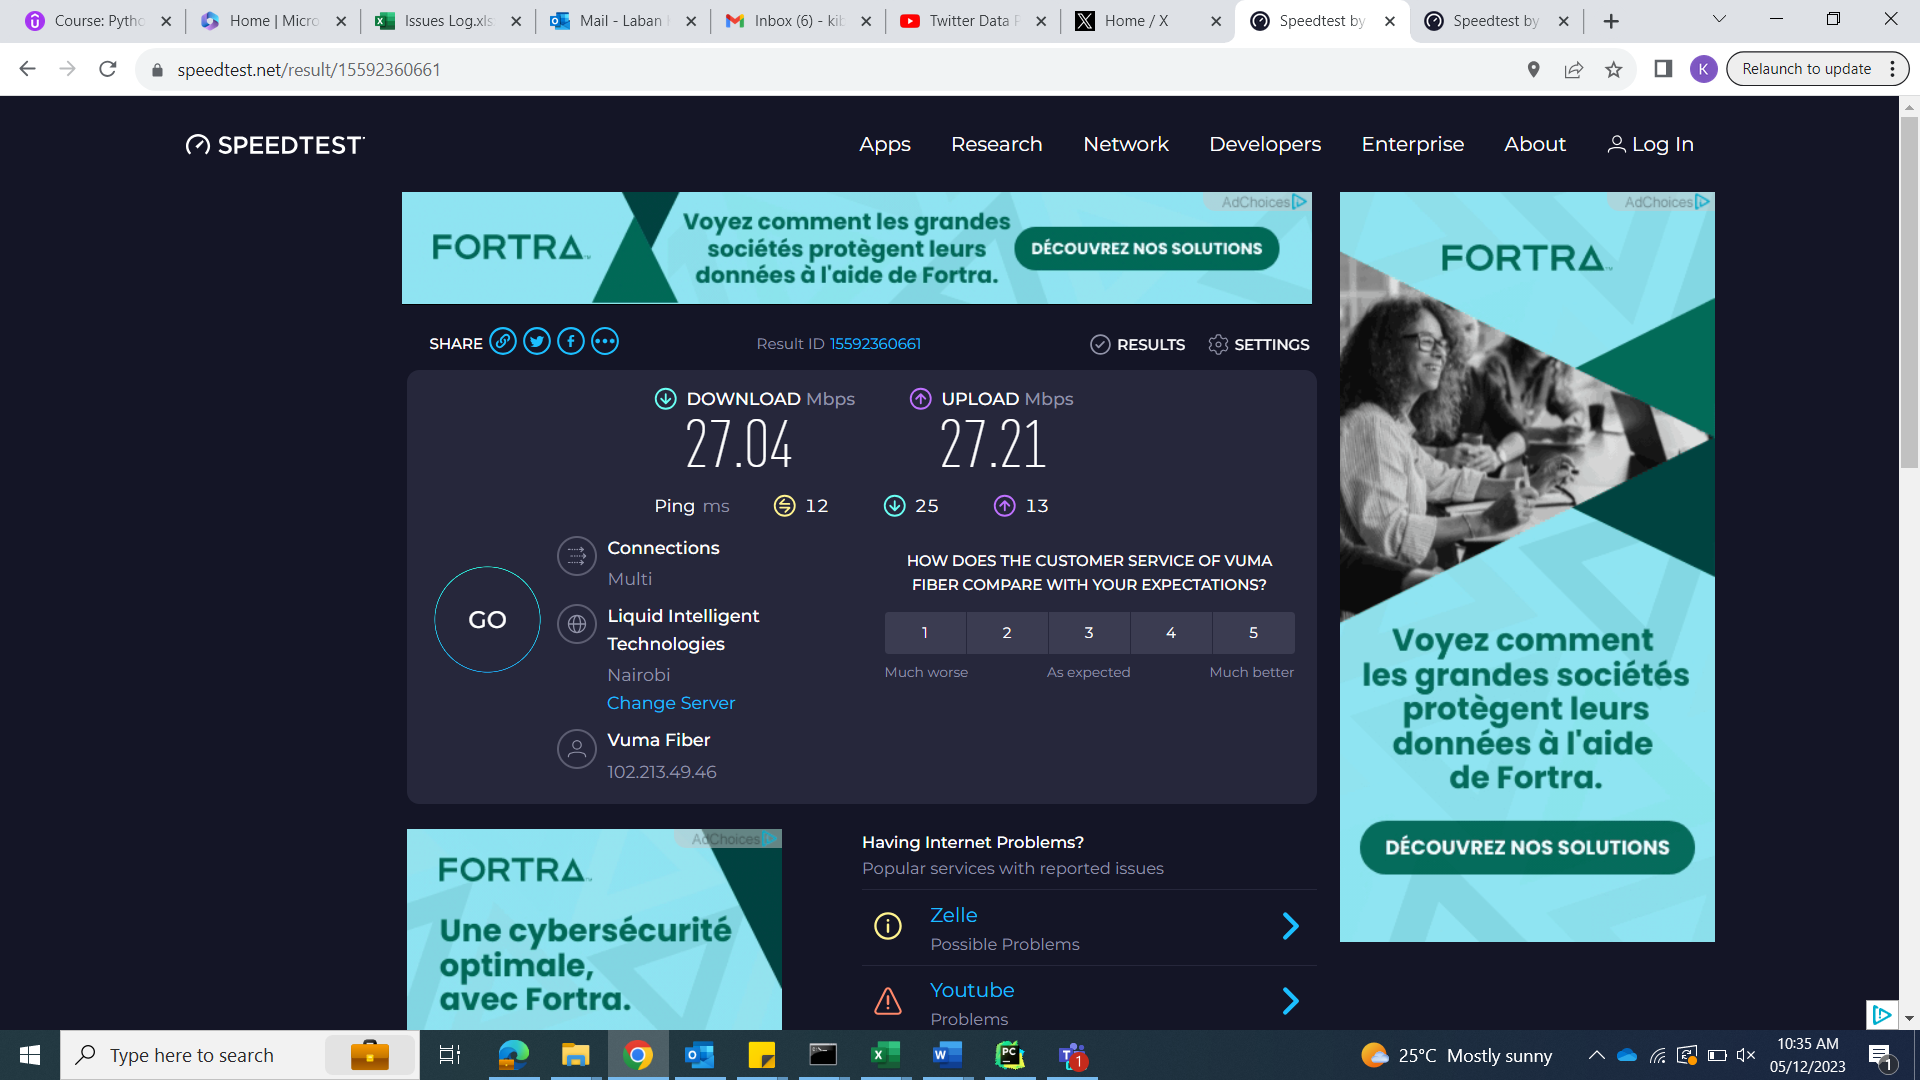 Course: Pytho
Home | Micro
Issues Log.xls
Mail - Laban
Inbox (6) - kib
Twitter Data P
Home / X
Speedtest by
Speedtest by
speedtest.net/result/15592360661
K
Relaunch to update
SPEEDTEST
Apps
Research
Network
Developers
Enterprise
About
Log In
AdChoices
FORTRA
Voyez comment les grandes
sociétés protègent leurs
données à l'aide de Fortra.
DÉCOUVREZ NOS SOLUTIONS
AdChoices
FORTRA
SHARE
Result ID 15592360661
RESULTS
SETTINGS
DOWNLOAD Mbps
27.04
UPLOAD Mbps
27.21
Ping ms
12
25
13
GO
Connections
Multi
Liquid Intelligent
Technologies
Nairobi
Change Server
Vuma Fiber
102.213.49.46
HOW DOES THE CUSTOMER SERVICE OF VUMA
FIBER COMPARE WITH YOUR EXPECTATIONS?
1 2 3 4 5
Much worse
As expected
Much better
Voyez comment
les grandes sociétés
protègent leurs
données à l'aide
de Fortra.
DÉCOUVREZ NOS SOLUTIONS
AdChoices
FORTRA
Une cybersécurité
optimale,
avec Fortra.
Having Internet Problems?
Popular services with reported issues
Zelle
Possible Problems
Youtube
Problems
Type here to search
PC
1
25°C Mostly sunny
10:35 AM
05/12/2023
1